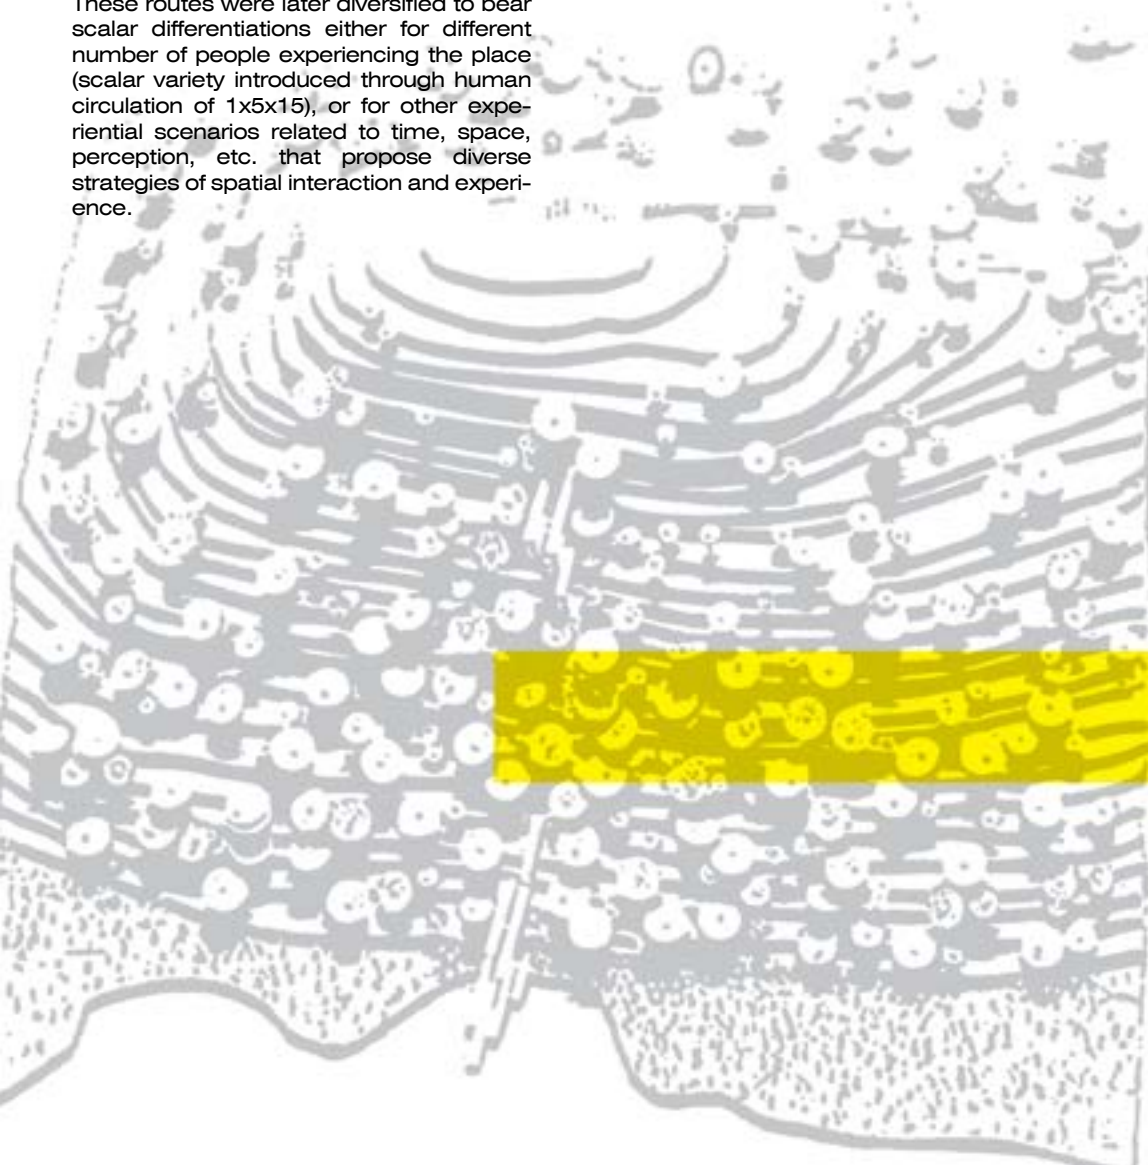 These routes were later diversified to bear
scalar differentiations either for different
number of people experiencing the place
(scalar variety introduced through human
circulation of 1x5x15), or for other expe-
riential scenarios related to time, space,
perception, etc. that propose diverse
strategies of spatial interaction and experi-
ence.